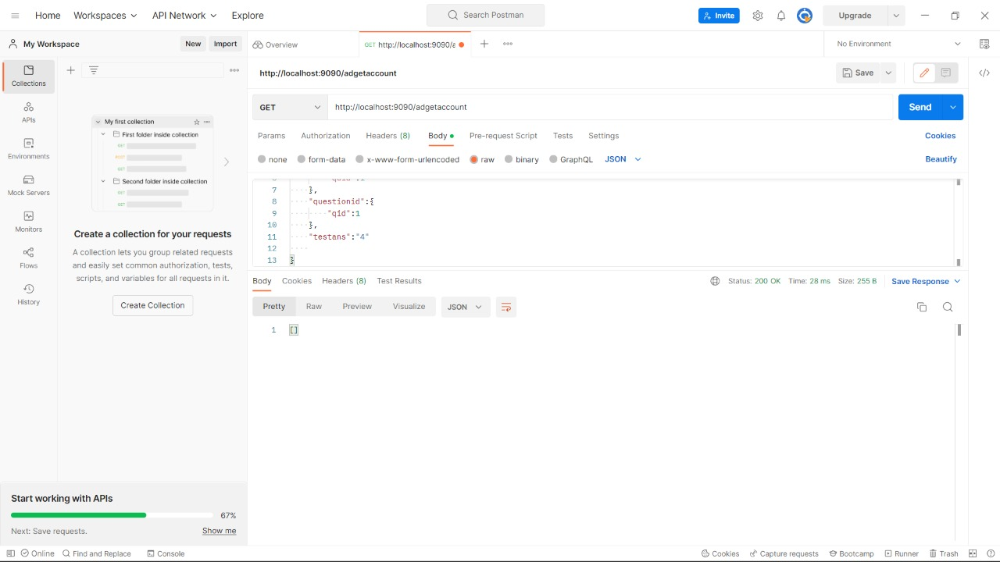 Home
Workspaces
API Network
Explore
Search Postman
Invite
Upgrade
My Workspace
New
Import
Overview
GET http://localhost:9090/a
No Environment
Collections
APIs
Environments
Mock Servers
Monitors
Flows
History
My first collection
First folder inside collection
GET
POST
GET
Second folder inside collection
GET
GET
Create a collection for your requests
A collection lets you group related requests
and easily set common authorization, tests,
scripts, and variables for all requests in it.
Create Collection
Start working with APIs
67%
Next: Save requests.
Show me
http://localhost:9090/adgetaccount
Save
GET
http://localhost:9090/adgetaccount
Send
Params
Authorization
Headers (8)
Body
Pre-request Script
Tests
Settings
Cookies
none
form-data
x-www-form-urlencoded
raw
binary
GraphQL
JSON
Beautify
7 },
8 "questionid":{
9 "qid":1
10 },
11 "testans":"4"
12
13 }
Body
Cookies
Headers (8)
Test Results
Status: 200 OK
Time: 28 ms
Size: 255 B
Save Response
Pretty
Raw
Preview
Visualize
JSON
1 []
Online
Find and Replace
Console
Cookies
Capture requests
Bootcamp
Runner
Trash